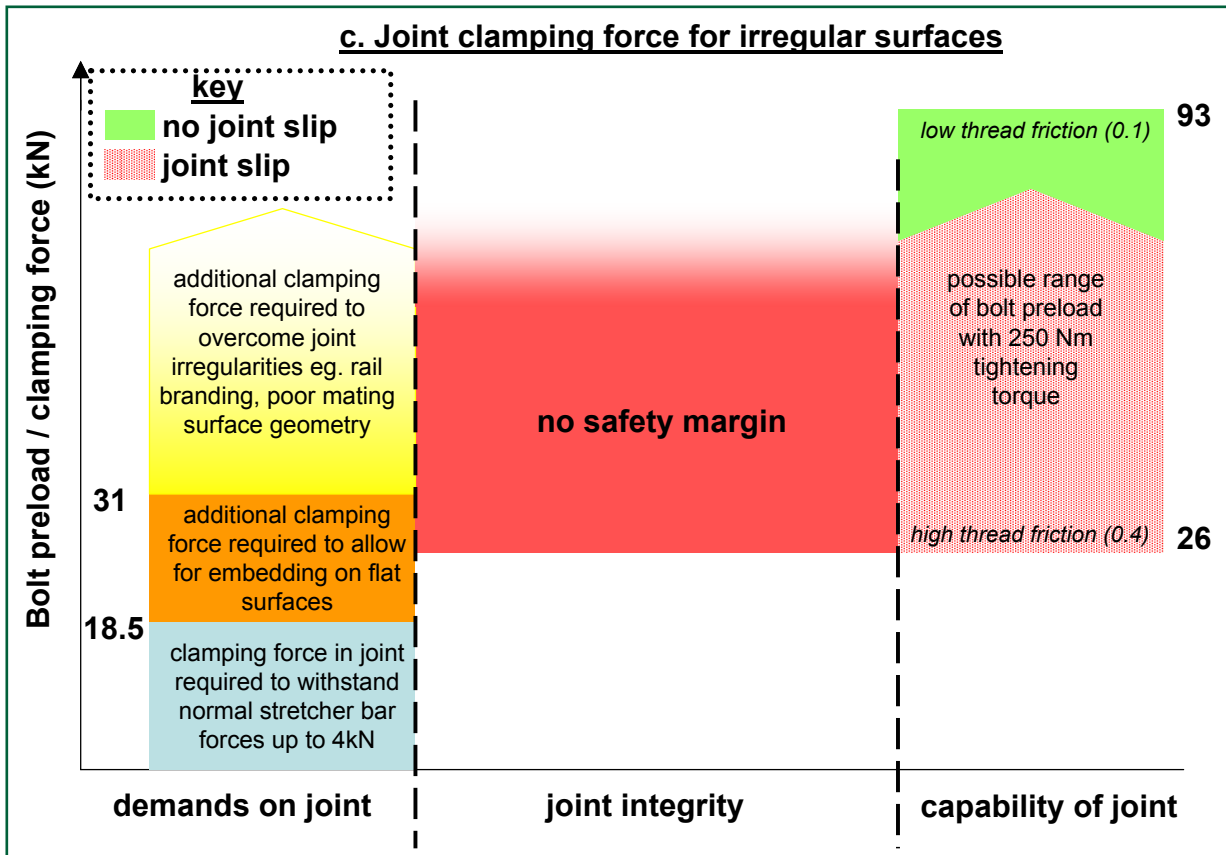 c. Joint clamping force for irregular surfaces
key
no joint slip
joint slip
Bolt preload / clamping force (kN)
additional clamping
force required to
overcome joint
irregularities eg. rail
branding, poor mating
surface geometry
31
additional clamping
force required to allow
for embedding on flat
surfaces
18.5
clamping force in joint
required to withstand
normal stretcher bar
forces up to 4kN
no safety margin
low thread friction (0.1)
93
possible range
of bolt preload
with 250 Nm
tightening
torque
high thread friction (0.4)
26
demands on joint
joint integrity
capability of joint